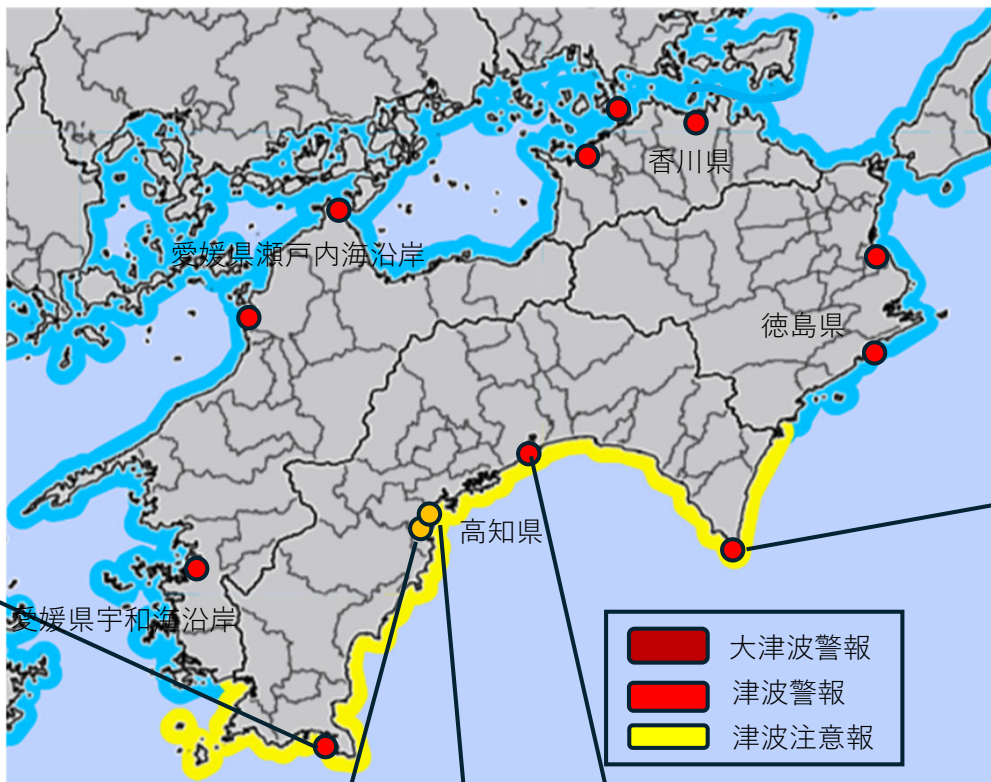 香川県
愛媛県瀬戸内海沿岸
徳島県
高知県
愛媛県宇和海沿岸
大津波警報
津波警報
津波注意報